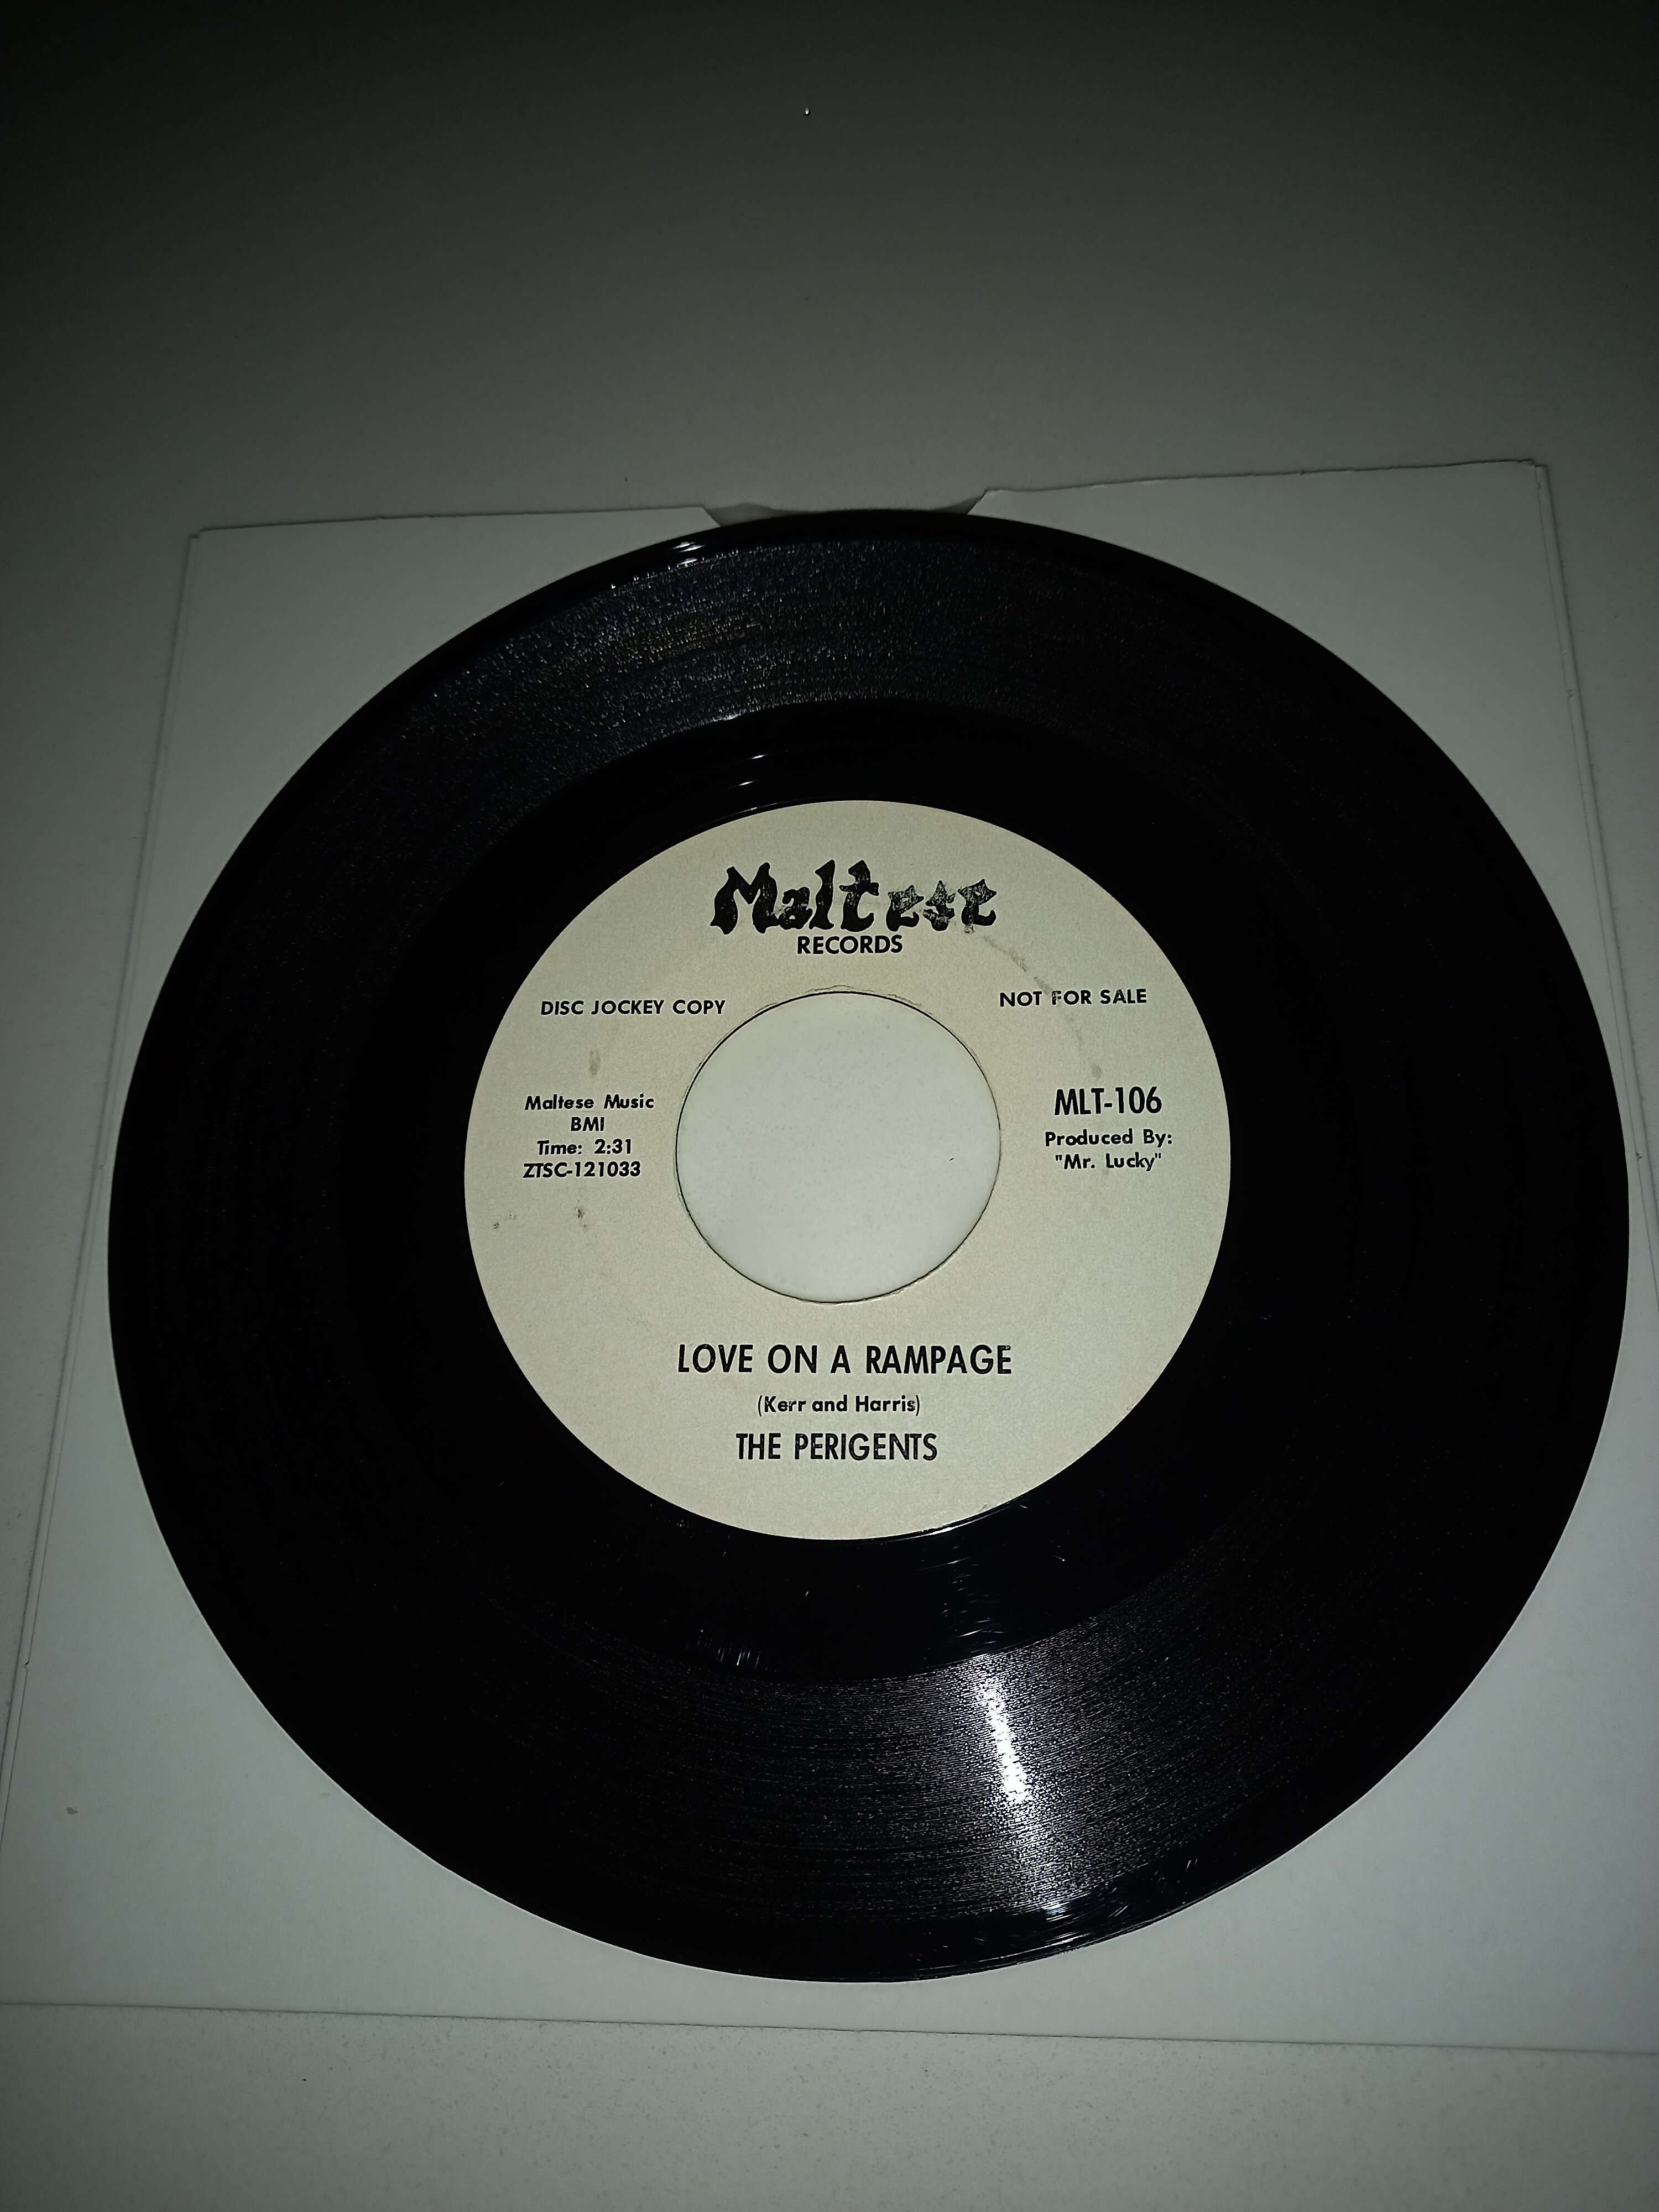 Maltese
RECORDS
DISC JOCKEY COPY
NOT FOR SALE
Maltese Music
BMI
Time: 2:31
ZTSC-121033
MLT-106
Produced By:
"Mr. Lucky"
LOVE ON A RAMPAGE
(Kerr and Harris)
THE PERIGENTS